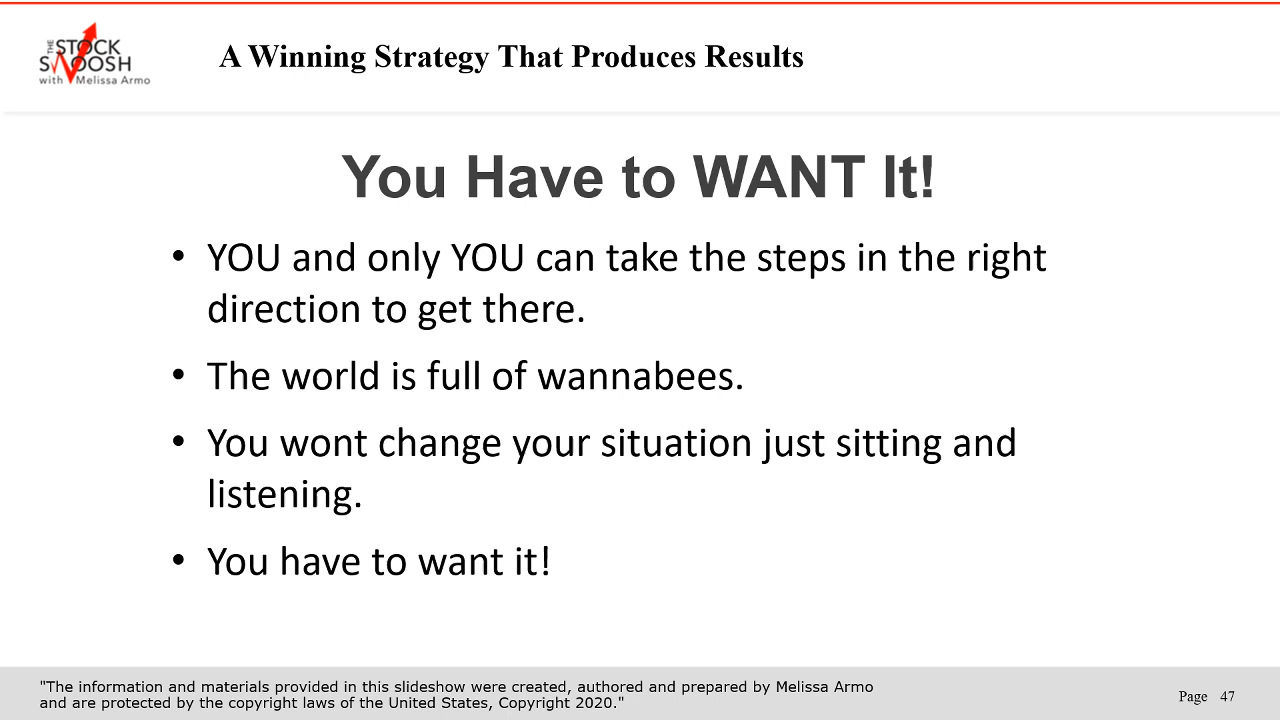 THE
STOCK
SWOOSH
with Melissa Armo
A Winning Strategy That Produces Results
You Have to WANT It!
• YOU and only YOU can take the steps in the right
direction to get there.
• The world is full of wannabees.
• You wont change your situation just sitting and
listening.
• You have to want it!
"The information and materials provided in this slideshow were created, authored and prepared by Melissa Armo
and are protected by the copyright laws of the United States, Copyright 2020."
Page 47